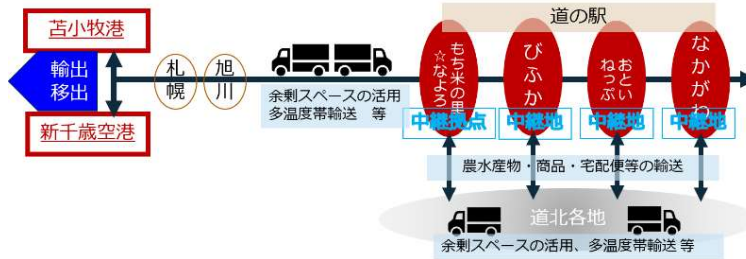 道の駅
苫小牧港
輸出
移出
新千歳空港
札幌
旭川
余剰スペースの活用
多温度帯輸送　等
もち米の里
☆なよろ
中継拠点
びふか
中継地
おとい
ねっぷ
中継地
なかがわ
中継地
農水産物・商品・宅配便等の輸送
道北各地
余剰スペースの活用、多温度帯輸送 等